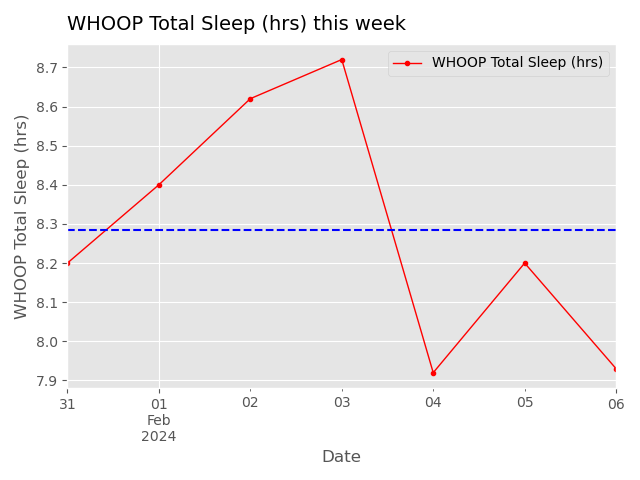 WHOOP Total Sleep (hrs) this week
WHOOP Total Sleep (hrs)
WHOOP Total Sleep (hrs)
8.7
8.6
8.5
8.4
8.3
8.2
8.1
8.0
7.9
31 01 02 03 04 05 06
Feb
2024
Date